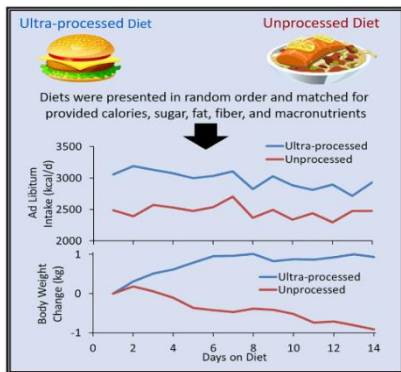 Ultra-processed Diet
Unprocessed Diet
Diets were presented in random order and matched for
provided calories, sugar, fat, fiber, and macronutrients
Ad Libitum
Intake (kcal/d)
3500
3000
2500
2000
Ultra-processed
Unprocessed
Body Weight
Change (kg)
1
0
-1
Ultra-processed
Unprocessed
0 2 4 6 8 10 12 14
Days on Diet